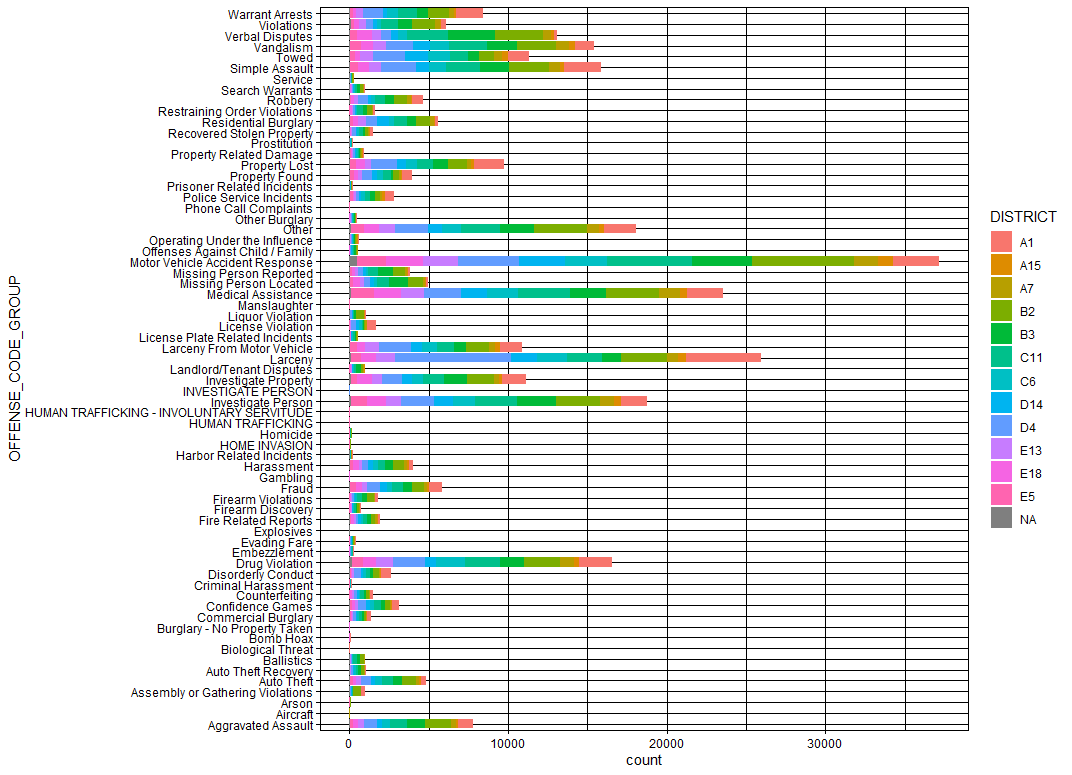 OFFENSE_CODE_GROUP
Warrant Arrests
Violations
Verbal Disputes
Vandalism
Towed
Simple Assault
Service
Search Warrants
Robbery
Restraining Order Violations
Residential Burglary
Recovered Stolen Property
Prostitution
Property Related Damage
Property Lost
Property Found
Prisoner Related Incidents
Police Service Incidents
Phone Call Complaints
Other Burglary
Other
Operating Under the Influence
Offenses Against Child / Family
Motor Vehicle Accident Response
Missing Person Reported
Missing Person Located
Medical Assistance
Manslaughter
Liquor Violation
License Violation
License Plate Related Incidents
Larceny From Motor Vehicle
Larceny
Landlord/Tenant Disputes
Investigate Property
INVESTIGATE PERSON
Investigate Person
HUMAN TRAFFICKING - INVOLUNTARY SERVITUDE
HUMAN TRAFFICKING
Homicide
HOME INVASION
Harbor Related Incidents
Harassment
Gambling
Fraud
Firearm Violations
Firearm Discovery
Fire Related Reports
Explosives
Evading Fare
Embezzlement
Drug Violation
Disorderly Conduct
Criminal Harassment
Counterfeiting
Confidence Games
Commercial Burglary
Burglary - No Property Taken
Bomb Hoax
Biological Threat
Ballistics
Auto Theft Recovery
Auto Theft
Assembly or Gathering Violations
Arson
Aircraft
Aggravated Assault
0
10000
20000
30000
count
DISTRICT
A1
A15
A7
B2
B3
C11
C6
D14
D4
E13
E18
E5
NA